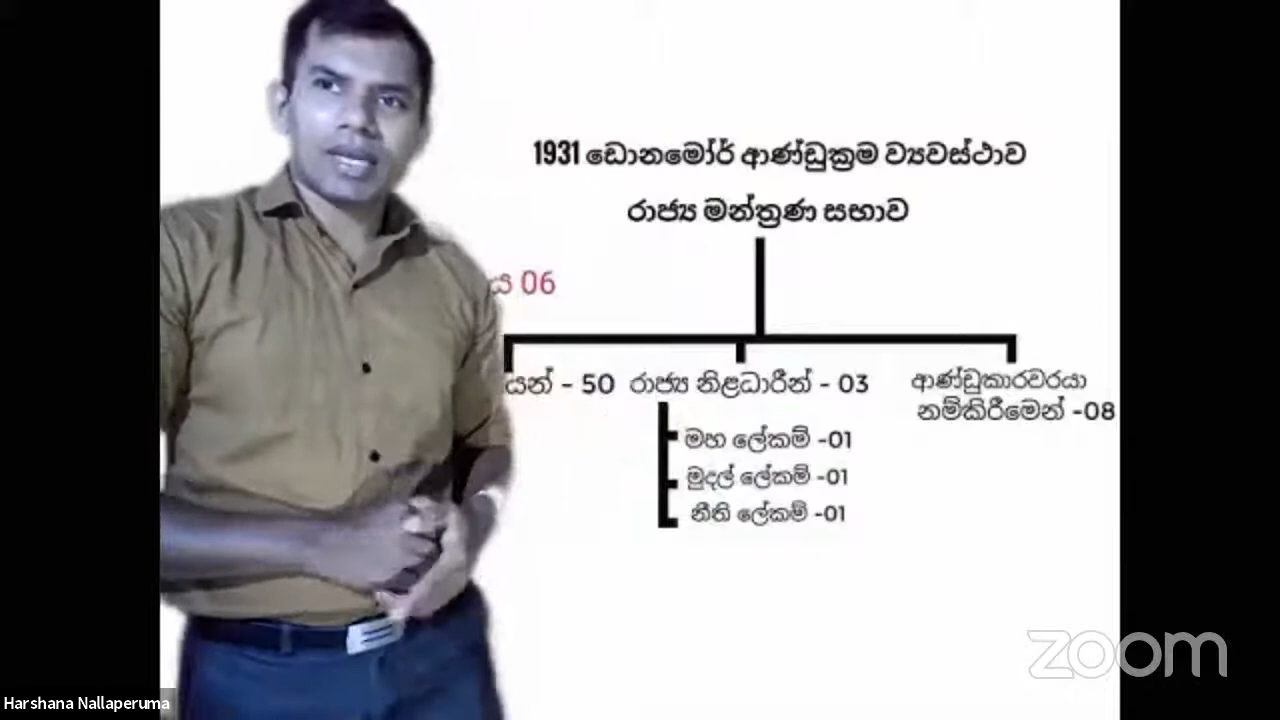 1931 ඩොනමෝර් ආණ්ඩුක්‍රම ව්‍යවස්ථාව
රාජ්‍ය මන්ත්‍රණ සභාව
ය 06
යන් - 50
රාජ්‍ය නිළධාරීන් - 03
ආණ්ඩුකාරවරයා
නම්කිරීමෙන් -08
මහ ලේකම් -01
මුදල් ලේකම් -01
නීති ලේකම් -01
zoom
Harshana Nallaperuma